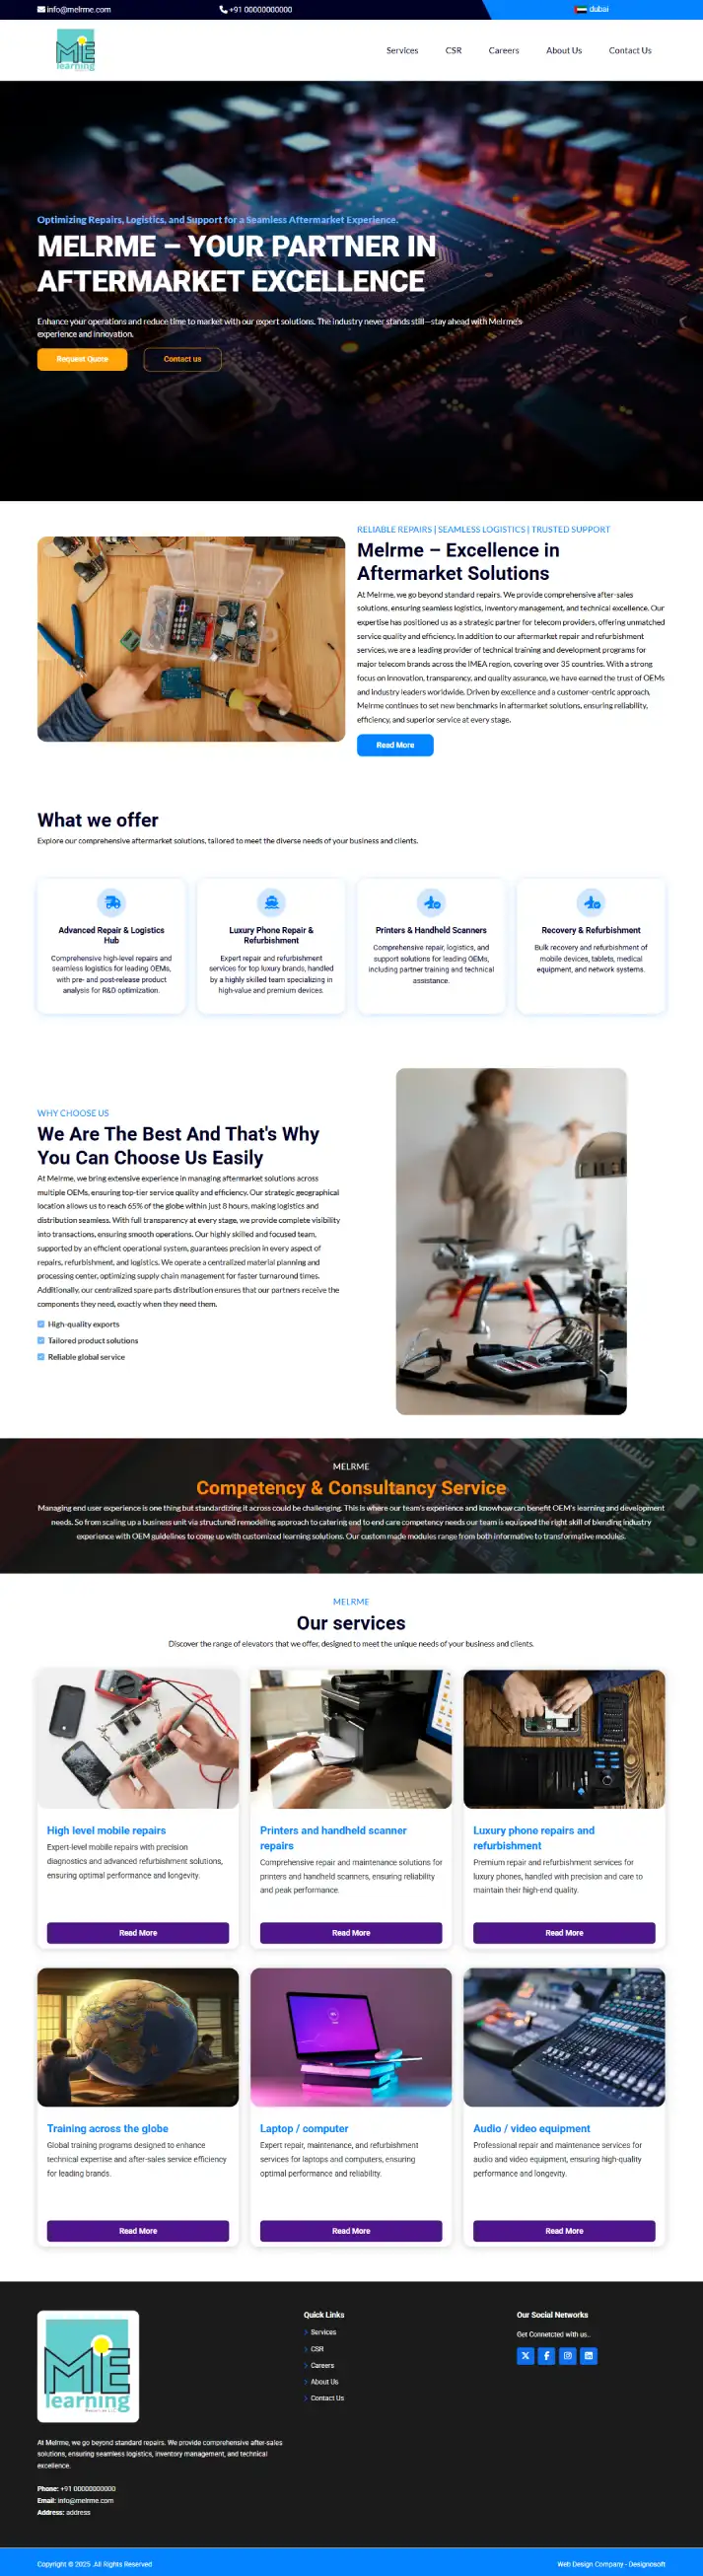 info@melrme.com
+91 00000000000
dubai
MIE
learning
Services
CSR
Careers
About Us
Contact Us
Optimizing Repairs, Logistics, and Support for a Seamless Aftermarket Experience.
MELRME – YOUR PARTNER IN
AFTERMARKET EXCELLENCE
Enhance your operations and reduce time to market with our expert solutions. The industry never stands still—stay ahead with Melrme's
experience and innovation.
Request Quote
Contact us
RELIABLE REPAIRS | SEAMLESS LOGISTICS | TRUSTED SUPPORT
Melrme – Excellence in
Aftermarket Solutions
At Melrme, we go beyond standard repairs. We provide comprehensive after-sales
solutions, ensuring seamless logistics, inventory management, and technical excellence. Our
expertise has positioned us as a strategic partner for telecom providers, offering unmatched
service quality and efficiency. In addition to our aftermarket repair and refurbishment
services, we are a leading provider of technical training and development programs for
major telecom brands across the IMEA region, covering over 35 countries. With a strong
focus on innovation, transparency, and quality assurance, we have earned the trust of OEMs
and industry leaders worldwide. Driven by excellence and a customer-centric approach,
Melrme continues to set new benchmarks in aftermarket solutions, ensuring reliability,
efficiency, and superior service at every stage.
Read More
What we offer
Explore our comprehensive aftermarket solutions, tailored to meet the diverse needs of your business and clients.
Advanced Repair & Logistics
Hub
Comprehensive high-level repairs and
seamless logistics for leading OEMs,
with pre- and post-release product
analysis for R&D optimization.
Luxury Phone Repair &
Refurbishment
Expert repair and refurbishment
services for top luxury brands, handled
by a highly skilled team specializing in
high-value and premium devices.
Printers & Handheld Scanners
Comprehensive repair, logistics, and
support solutions for leading OEMs,
including partner training and technical
assistance.
Recovery & Refurbishment
Bulk recovery and refurbishment of
mobile devices, tablets, medical
equipment, and network systems.
WHY CHOOSE US
We Are The Best And That's Why
You Can Choose Us Easily
At Melrme, we bring extensive experience in managing aftermarket solutions across
multiple OEMs, ensuring top-tier service quality and efficiency. Our strategic geographical
location allows us to reach 65% of the globe within just 8 hours, making logistics and
distribution seamless. With full transparency at every stage, we provide complete visibility
into transactions, ensuring smooth operations. Our highly skilled and focused team,
supported by an efficient operational system, guarantees precision in every aspect of
repairs, refurbishment, and logistics. We operate a centralized material planning and
processing center, optimizing supply chain management for faster turnaround times.
Additionally, our centralized spare parts distribution ensures that our partners receive the
components they need, exactly when they need them.
High-quality exports
Tailored product solutions
Reliable global service
MELRME
Competency & Consultancy Service
Managing end user experience is one thing but standardizing it across could be challenging. This is where our team's experience and knowhow can benefit OEM's learning and development
needs. So from scaling up a business unit via structured remodeling approach to catering end to end care competency needs our team is equipped the right skill of blending industry
experience with OEM guidelines to come up with customized learning solutions. Our custom made modules range from both informative to transformative modules.
MELRME
Our services
Discover the range of elevators that we offer, designed to meet the unique needs of your business and clients.
High level mobile repairs
Expert-level mobile repairs with precision
diagnostics and advanced refurbishment solutions,
ensuring optimal performance and longevity.
Read More
Printers and handheld scanner
repairs
Comprehensive repair and maintenance solutions for
printers and handheld scanners, ensuring reliability
and peak performance.
Read More
Luxury phone repairs and
refurbishment
Premium repair and refurbishment services for
luxury phones, handled with precision and care to
maintain their high-end quality.
Read More
Training across the globe
Global training programs designed to enhance
technical expertise and after-sales service efficiency
for leading brands.
Read More
Laptop / computer
Expert repair, maintenance, and refurbishment
services for laptops and computers, ensuring
optimal performance and reliability.
Read More
Audio / video equipment
Professional repair and maintenance services for
audio and video equipment, ensuring high-quality
performance and longevity.
Read More
MIE
learning
At Melrme, we go beyond standard repairs. We provide comprehensive after-sales
solutions, ensuring seamless logistics, inventory management, and technical
excellence.
Phone: +91 00000000000
Email: info@melrme.com
Address: address
Quick Links
Services
CSR
Careers
About Us
Contact Us
Our Social Networks
Get Connetcted with us..
Copyright © 2025 .All Rights Reserved
Web Design Company - Designosoft